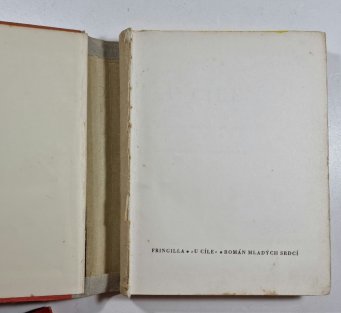 FRINGILLA ♦ »U CÍLE« ♦ ROMÁN MLADÝCH SRDCÍ